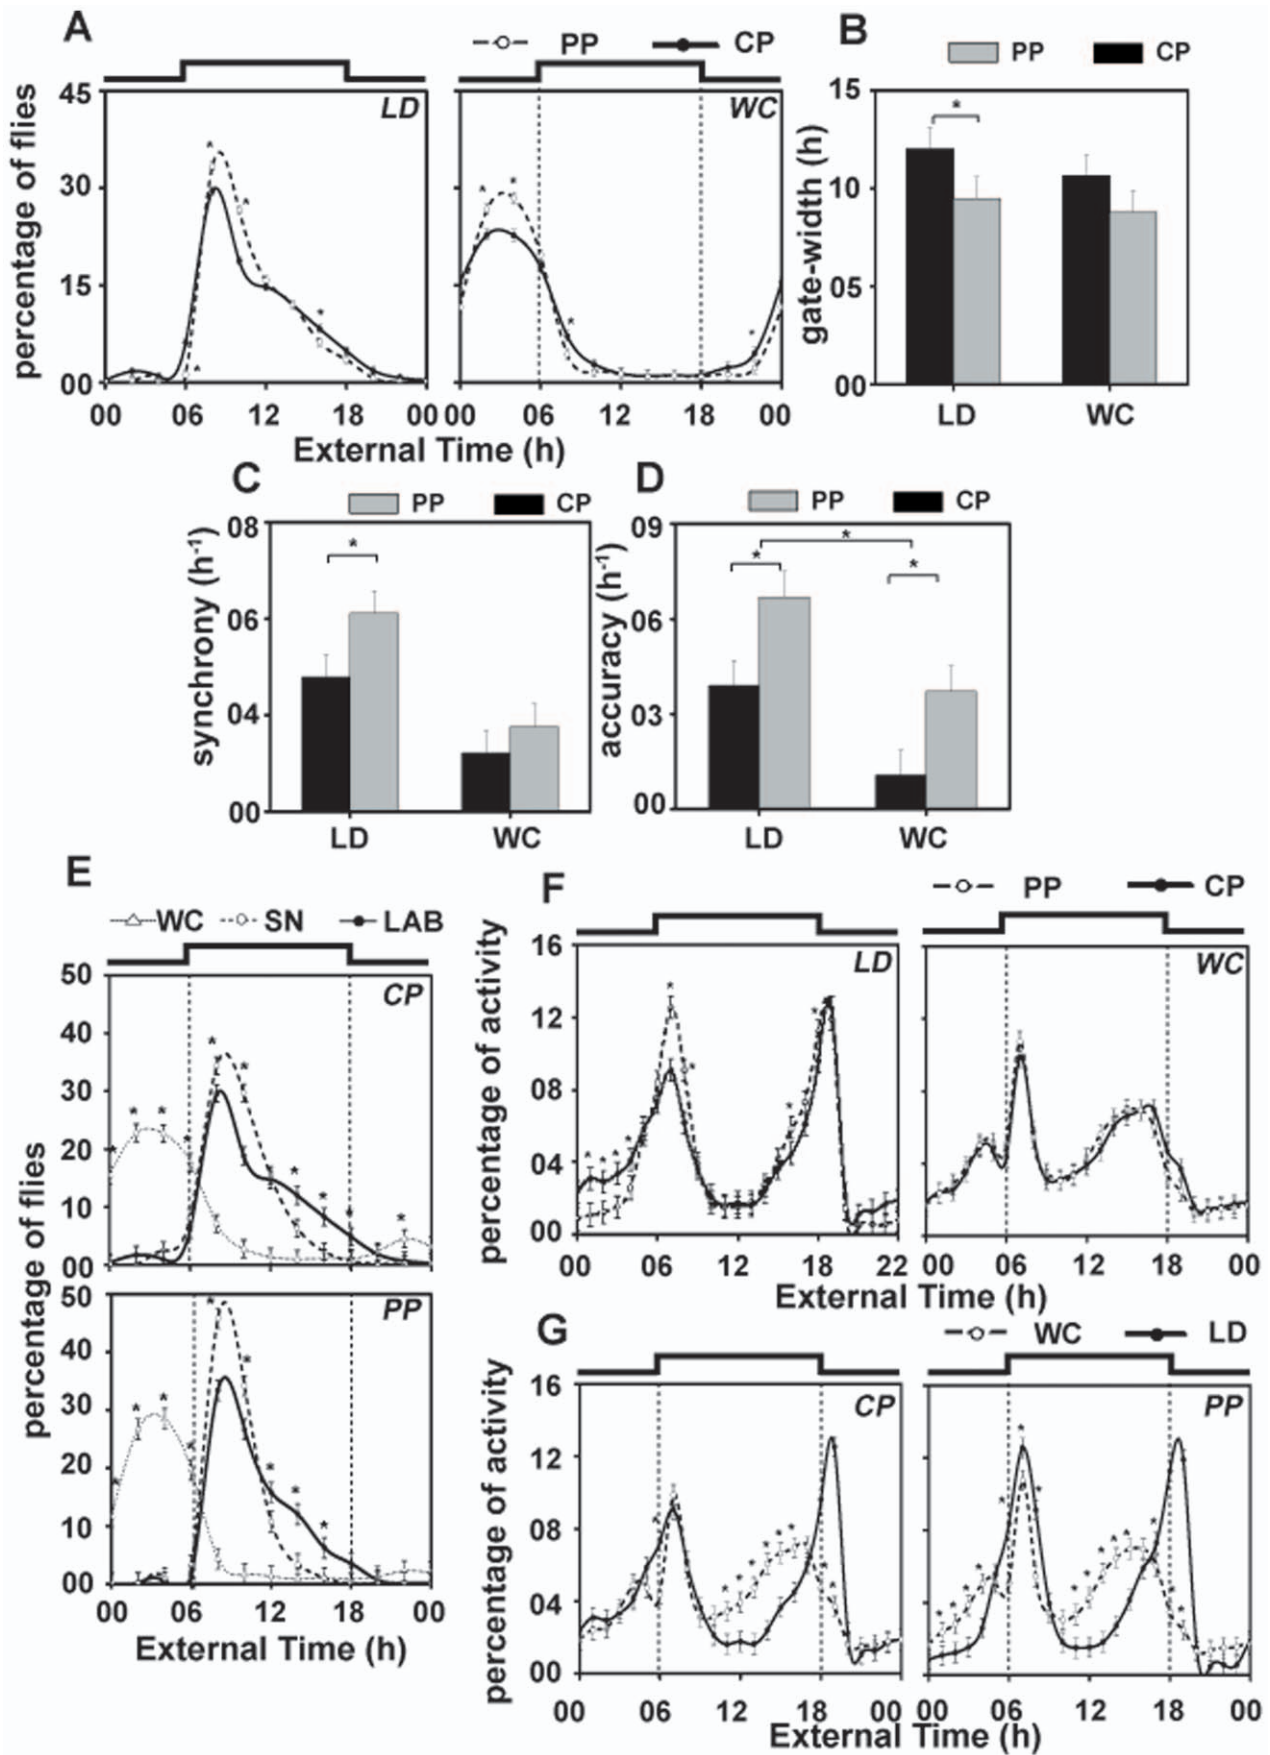 A
PP
CP
LD
WC
percentage of flies
45
30
15
00
00 06 12 18 00
00 06 12 18 00
External Time (h)
B
PP
CP
gate-width (h)
15
10
05
00
*
LD
WC
C
PP
CP
synchrony (h-1)
08
06
04
00
*
LD
WC
D
PP
CP
accuracy (h-1)
09
06
03
00
*
*
*
LD
WC
E
WC SN LAB
CP
50
40
30
20
10
00
percentage of flies
PP
50
40
30
20
10
00
00 06 12 18 00
External Time (h)
F
PP
CP
LD
WC
percentage of activity
16
12
08
04
00
00 06 12 18 22
00 06 12 18 00
External Time (h)
G
WC
LD
CP
PP
percentage of activity
16
12
08
04
00
00 06 12 18 00
00 06 12 18 00
External Time (h)